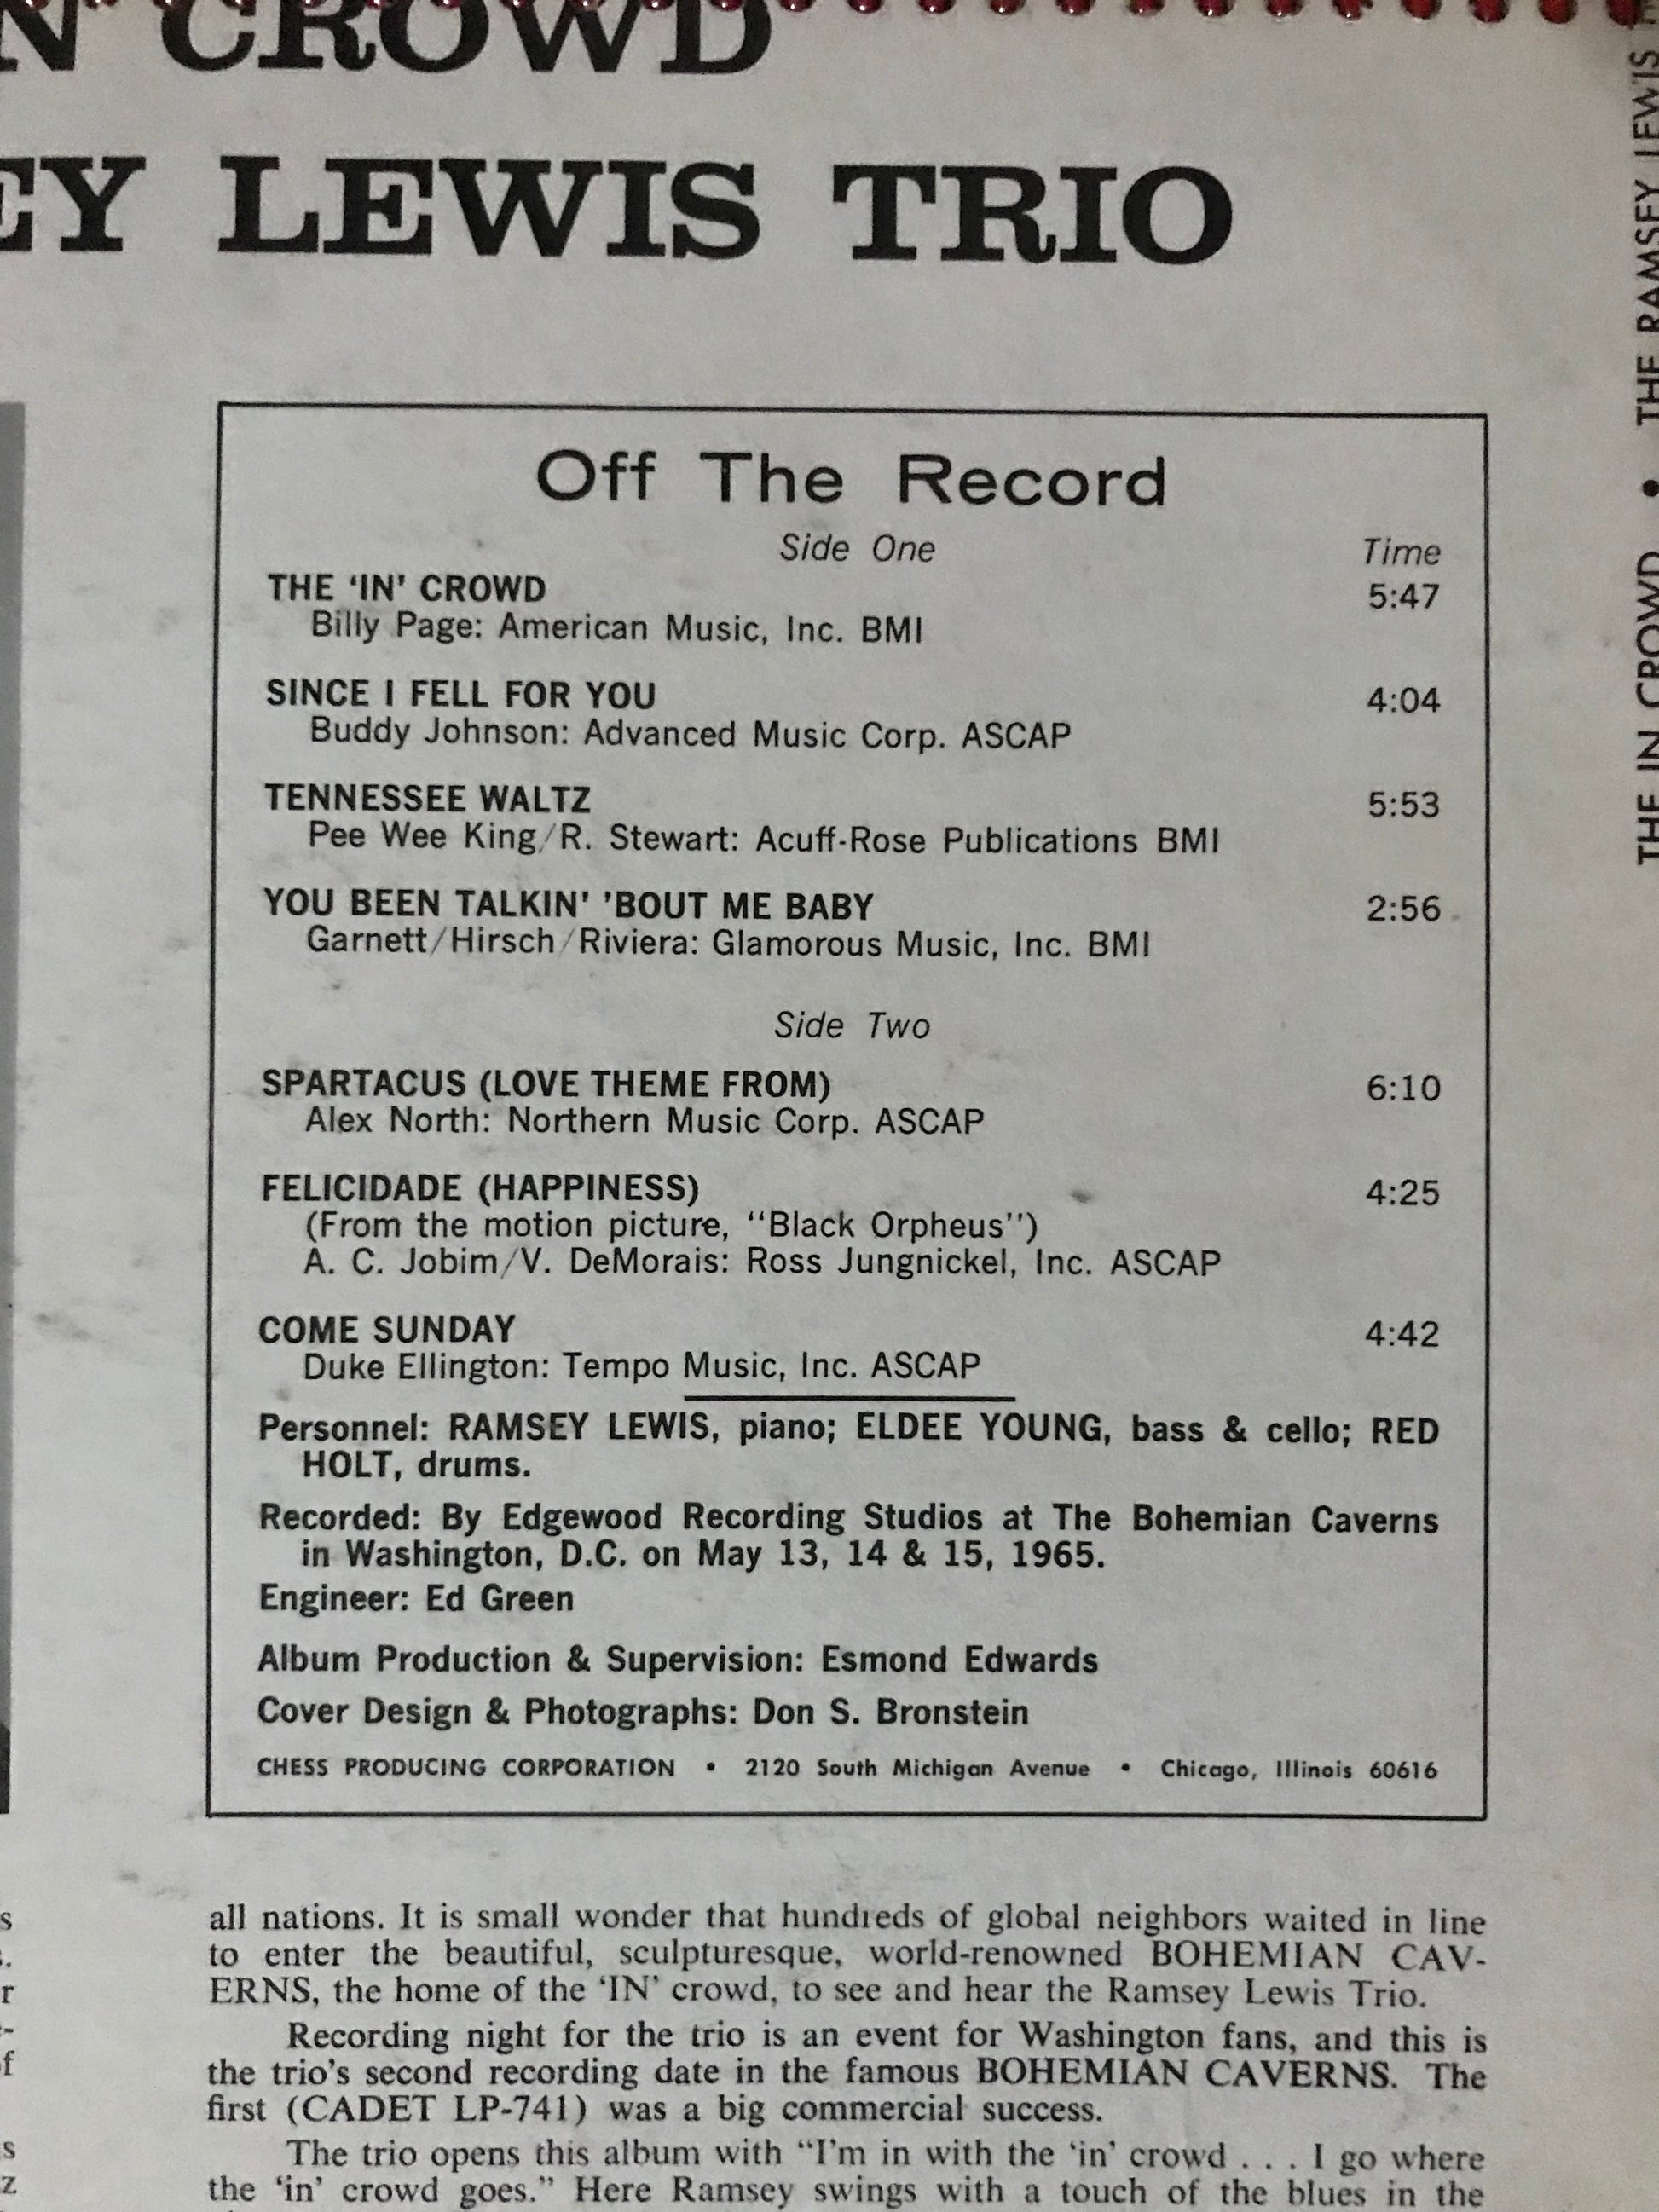 N CROWD
EY LEWIS TRIO
Off The Record
Side One Time
THE ‘IN’ CROWD 5:47
Billy Page: American Music, Inc. BMI
SINCE I FELL FOR YOU 4:04
Buddy Johnson: Advanced Music Corp. ASCAP
TENNESSEE WALTZ 5:53
Pee Wee King/R. Stewart: Acuff-Rose Publications BMI
YOU BEEN TALKIN’ ’BOUT ME BABY 2:56
Garnett/Hirsch/Riviera: Glamorous Music, Inc. BMI
Side Two
SPARTACUS (LOVE THEME FROM) 6:10
Alex North: Northern Music Corp. ASCAP
FELICIDADE (HAPPINESS) 4:25
(From the motion picture, “Black Orpheus”)
A. C. Jobim/V. DeMorais: Ross Jungnickel, Inc. ASCAP
COME SUNDAY 4:42
Duke Ellington: Tempo Music, Inc. ASCAP
Personnel: RAMSEY LEWIS, piano; ELDEE YOUNG, bass & cello; RED
HOLT, drums.
Recorded: By Edgewood Recording Studios at The Bohemian Caverns
in Washington, D.C. on May 13, 14 & 15, 1965.
Engineer: Ed Green
Album Production & Supervision: Esmond Edwards
Cover Design & Photographs: Don S. Bronstein
CHESS PRODUCING CORPORATION • 2120 South Michigan Avenue • Chicago, Illinois 60616
all nations. It is small wonder that hundreds of global neighbors waited in line
to enter the beautiful, sculpturesque, world-renowned BOHEMIAN CAV-
ERNS, the home of the ‘IN’ crowd, to see and hear the Ramsey Lewis Trio.
Recording night for the trio is an event for Washington fans, and this is
the trio’s second recording date in the famous BOHEMIAN CAVERNS. The
first (CADET LP-741) was a big commercial success.
The trio opens this album with “I’m in with the ‘in’ crowd . . . I go where
the ‘in’ crowd goes.” Here Ramsey swings with a touch of the blues in the
THE IN CROWD • THE RAMSEY LEWIS